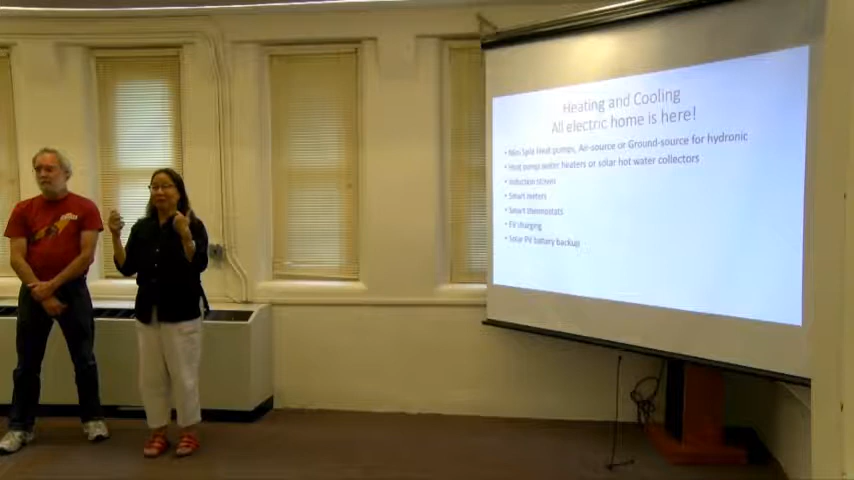 Heating and Cooling
All electric home is here!
• Mini Split Heat pumps, Air-source or Ground-source for hydronic
• Heat pump water heaters or solar hot water collectors
• Induction stoves
• Smart meters
• Smart thermostats
• EV charging
• Solar PV battery backup